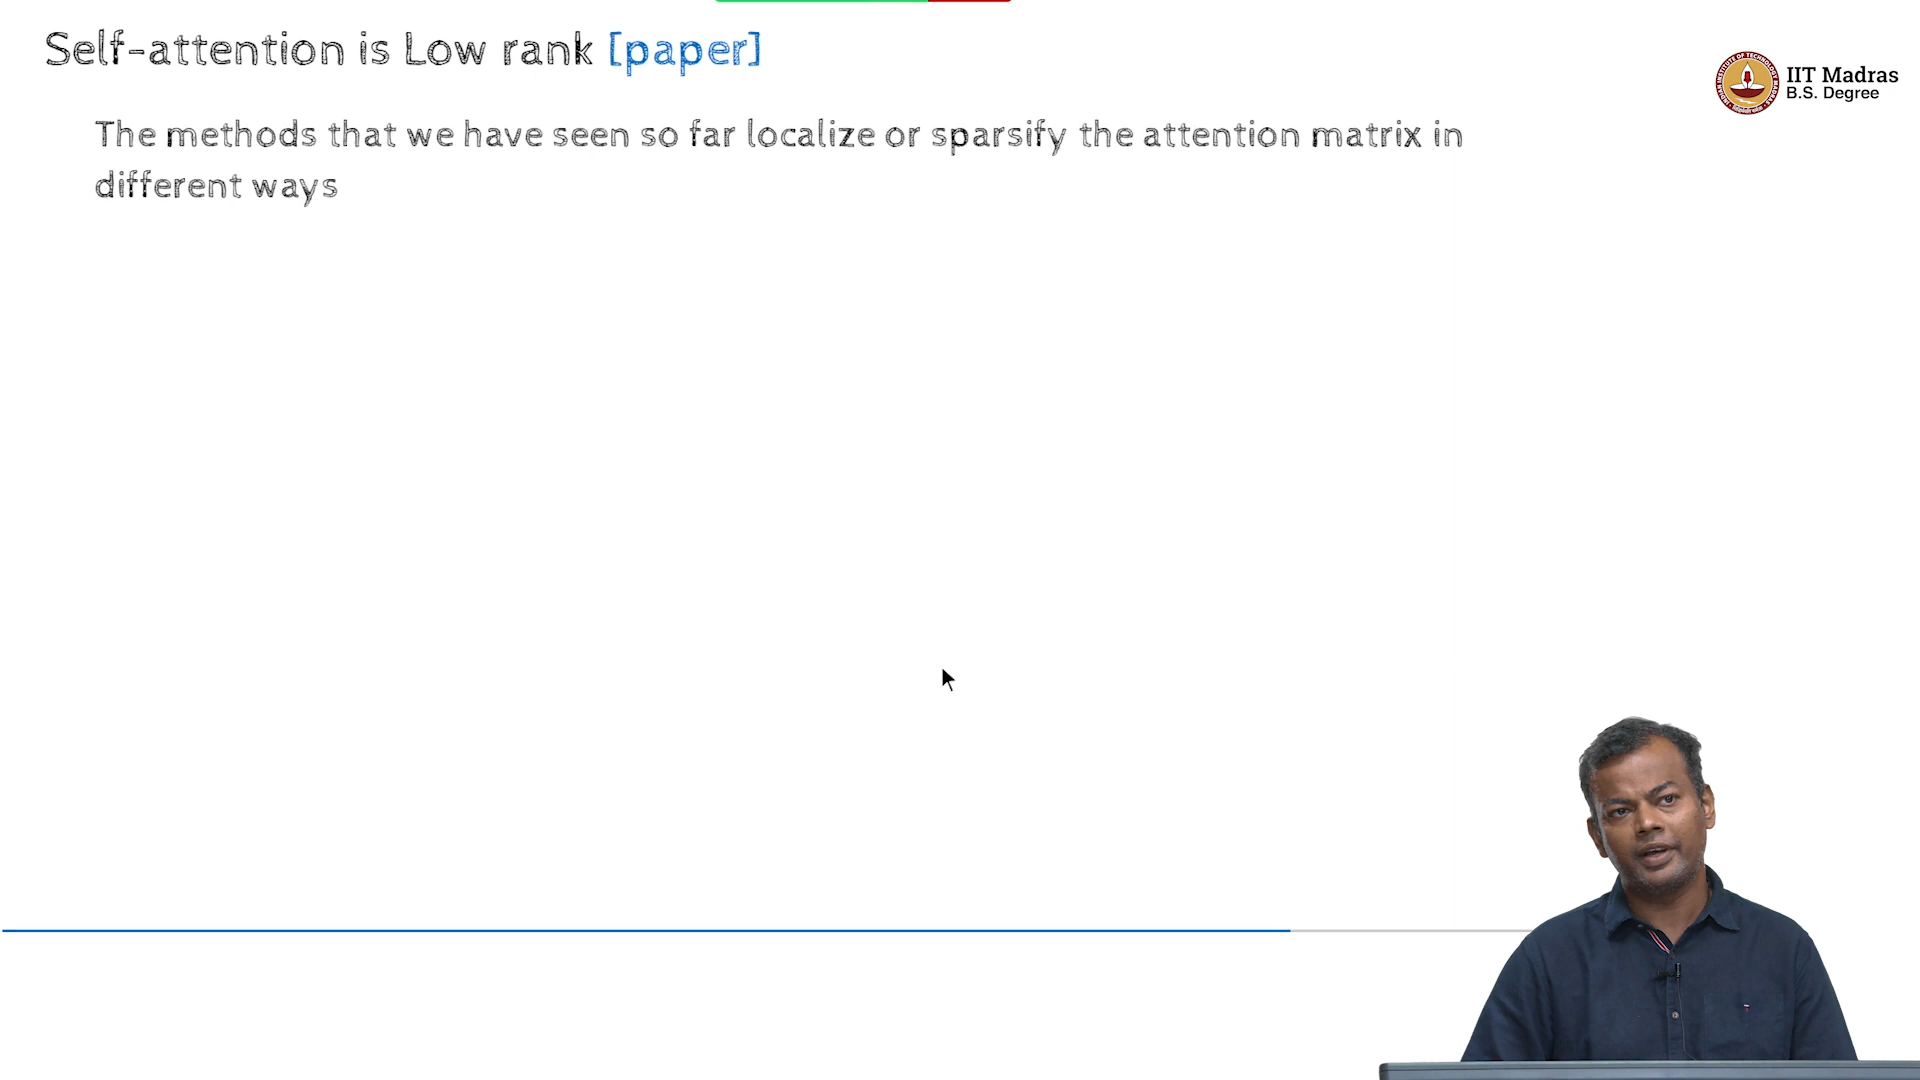 Self-attention is Low rank [paper]
IIT Madras
B.S. Degree
The methods that we have seen so far localize or sparsify the attention matrix in
different ways